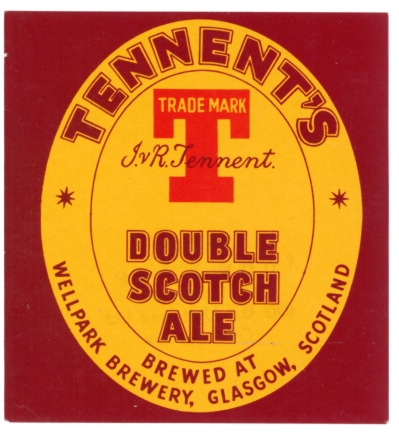 TENNENT'S
TRADE MARK
T
J.&R.Tennent.
DOUBLE
SCOTCH
ALE
BREWED AT
WELLPARK BREWERY, GLASGOW, SCOTLAND